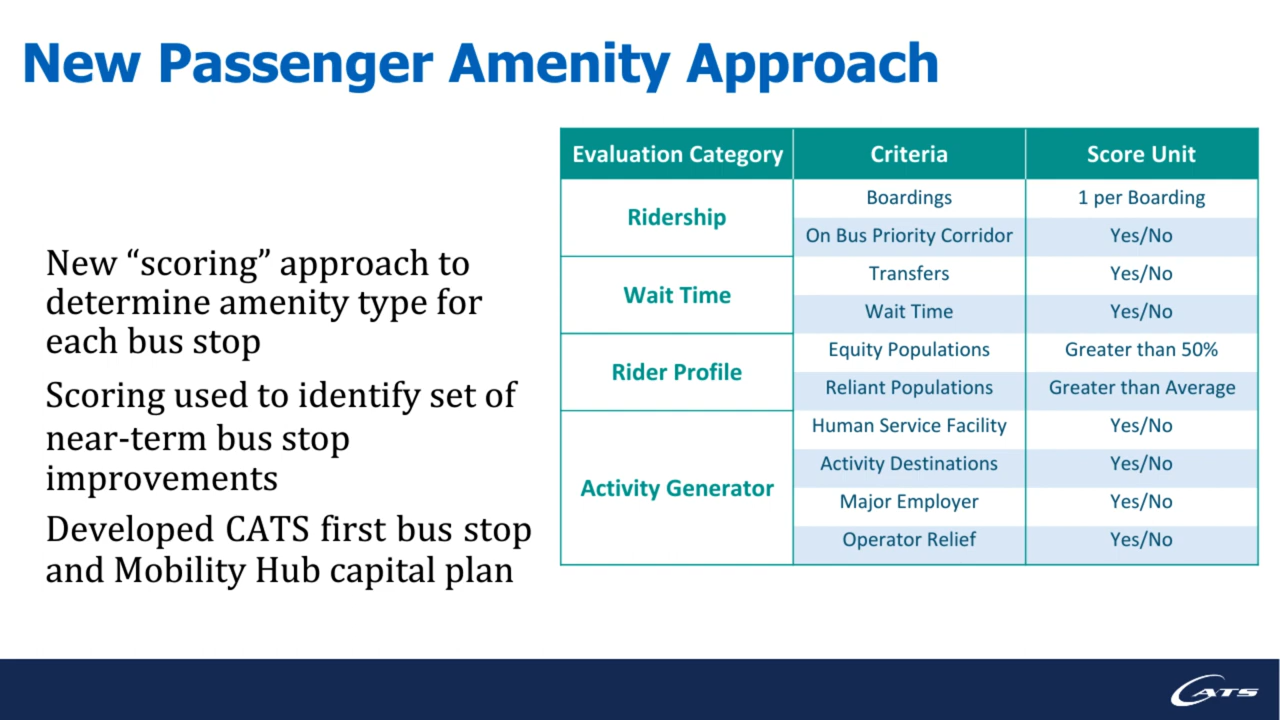 New Passenger Amenity Approach
New “scoring” approach to
determine amenity type for
each bus stop
Scoring used to identify set of
near-term bus stop
improvements
Developed CATS first bus stop
and Mobility Hub capital plan
Evaluation Category Criteria Score Unit
Ridership
Boardings 1 per Boarding
On Bus Priority Corridor Yes/No
Wait Time
Transfers Yes/No
Wait Time Yes/No
Rider Profile
Equity Populations Greater than 50%
Reliant Populations Greater than Average
Activity Generator
Human Service Facility Yes/No
Activity Destinations Yes/No
Major Employer Yes/No
Operator Relief Yes/No
CATS